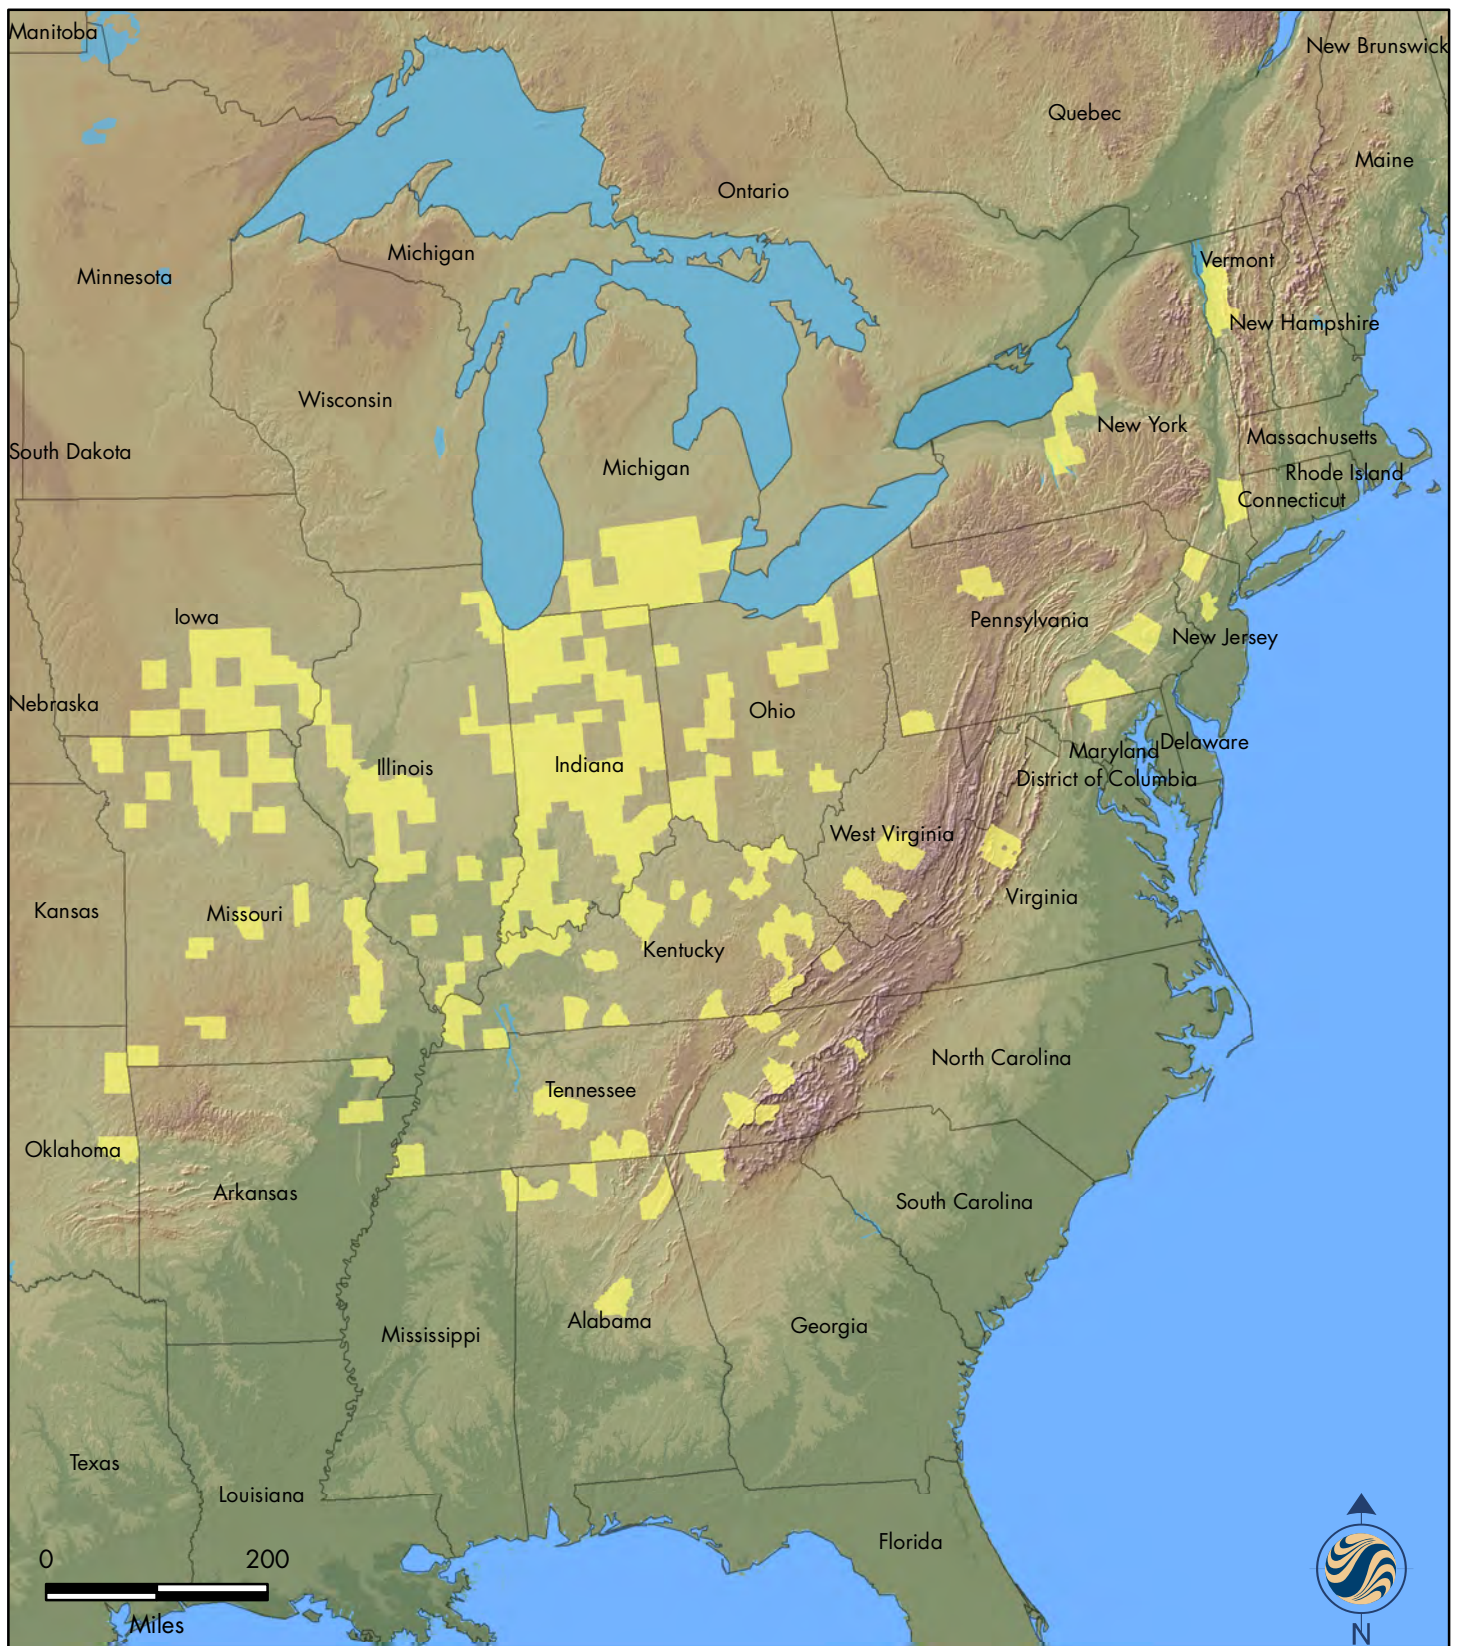 Manitoba
New Brunswick
Quebec
Maine
Ontario
Michigan
Vermont
Minnesota
New Hampshire
Wisconsin
New York
Massachusetts
South Dakota
Michigan
Rhode Island
Connecticut
Iowa
Pennsylvania
New Jersey
Nebraska
Ohio
Maryland
Delaware
Illinois
Indiana
District of Columbia
West Virginia
Virginia
Kansas
Missouri
Kentucky
North Carolina
Tennessee
Oklahoma
Arkansas
South Carolina
Alabama
Georgia
Mississippi
Texas
Louisiana
Florida
0 200
Miles
N